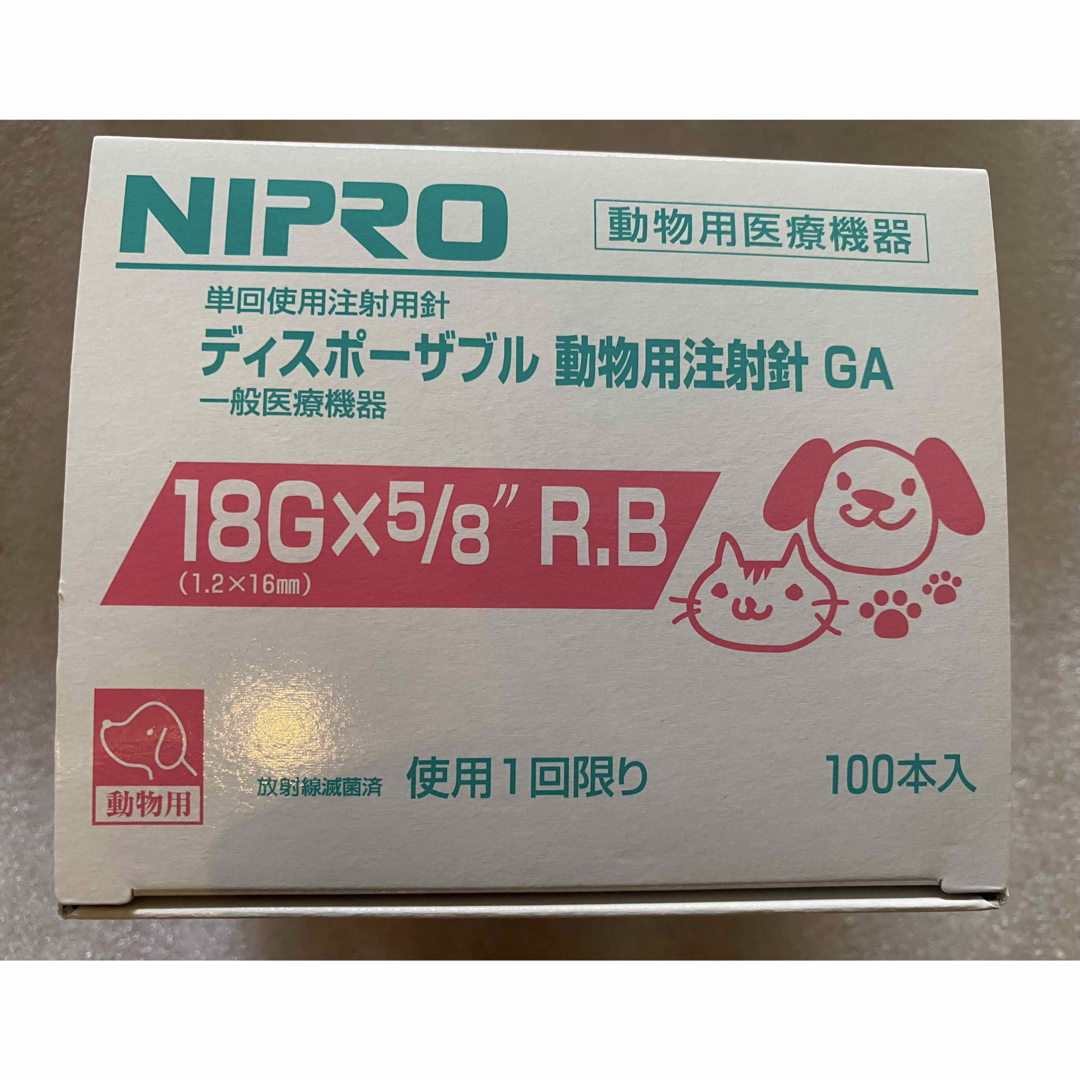 NIPRO
動物用医療機器
単回使用注射用針
ディスポーザブル 動物用注射針 GA
一般医療機器
18G×5/8″ R.B
(1.2×16㎜)
動物用
放射線滅菌済 使用1回限り 100本入